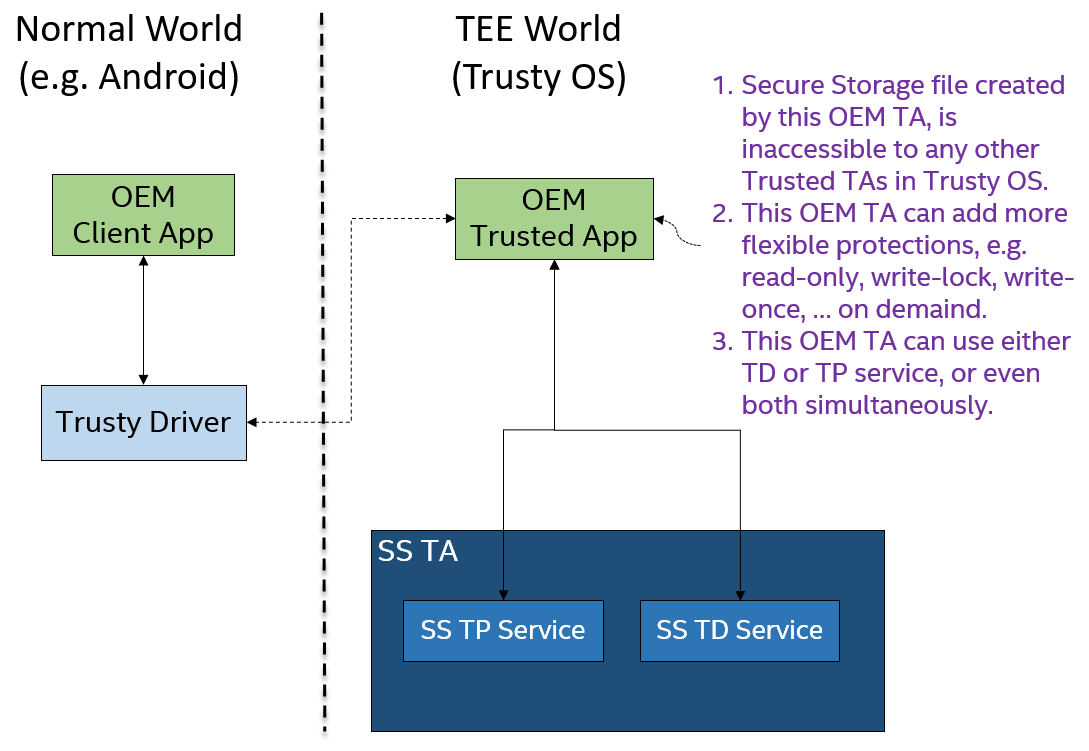 Normal World
(e.g. Android)
TEE World
(Trusty OS)
1. Secure Storage file created
by this OEM TA, is
inaccessible to any other
Trusted TAs in Trusty OS.
2. This OEM TA can add more
flexible protections, e.g.
read-only, write-lock, write-
once, ... on demaind.
3. This OEM TA can use either
TD or TP service, or even
both simultaneously.
OEM
Client App
OEM
Trusted App
Trusty Driver
SS TA
SS TP Service
SS TD Service